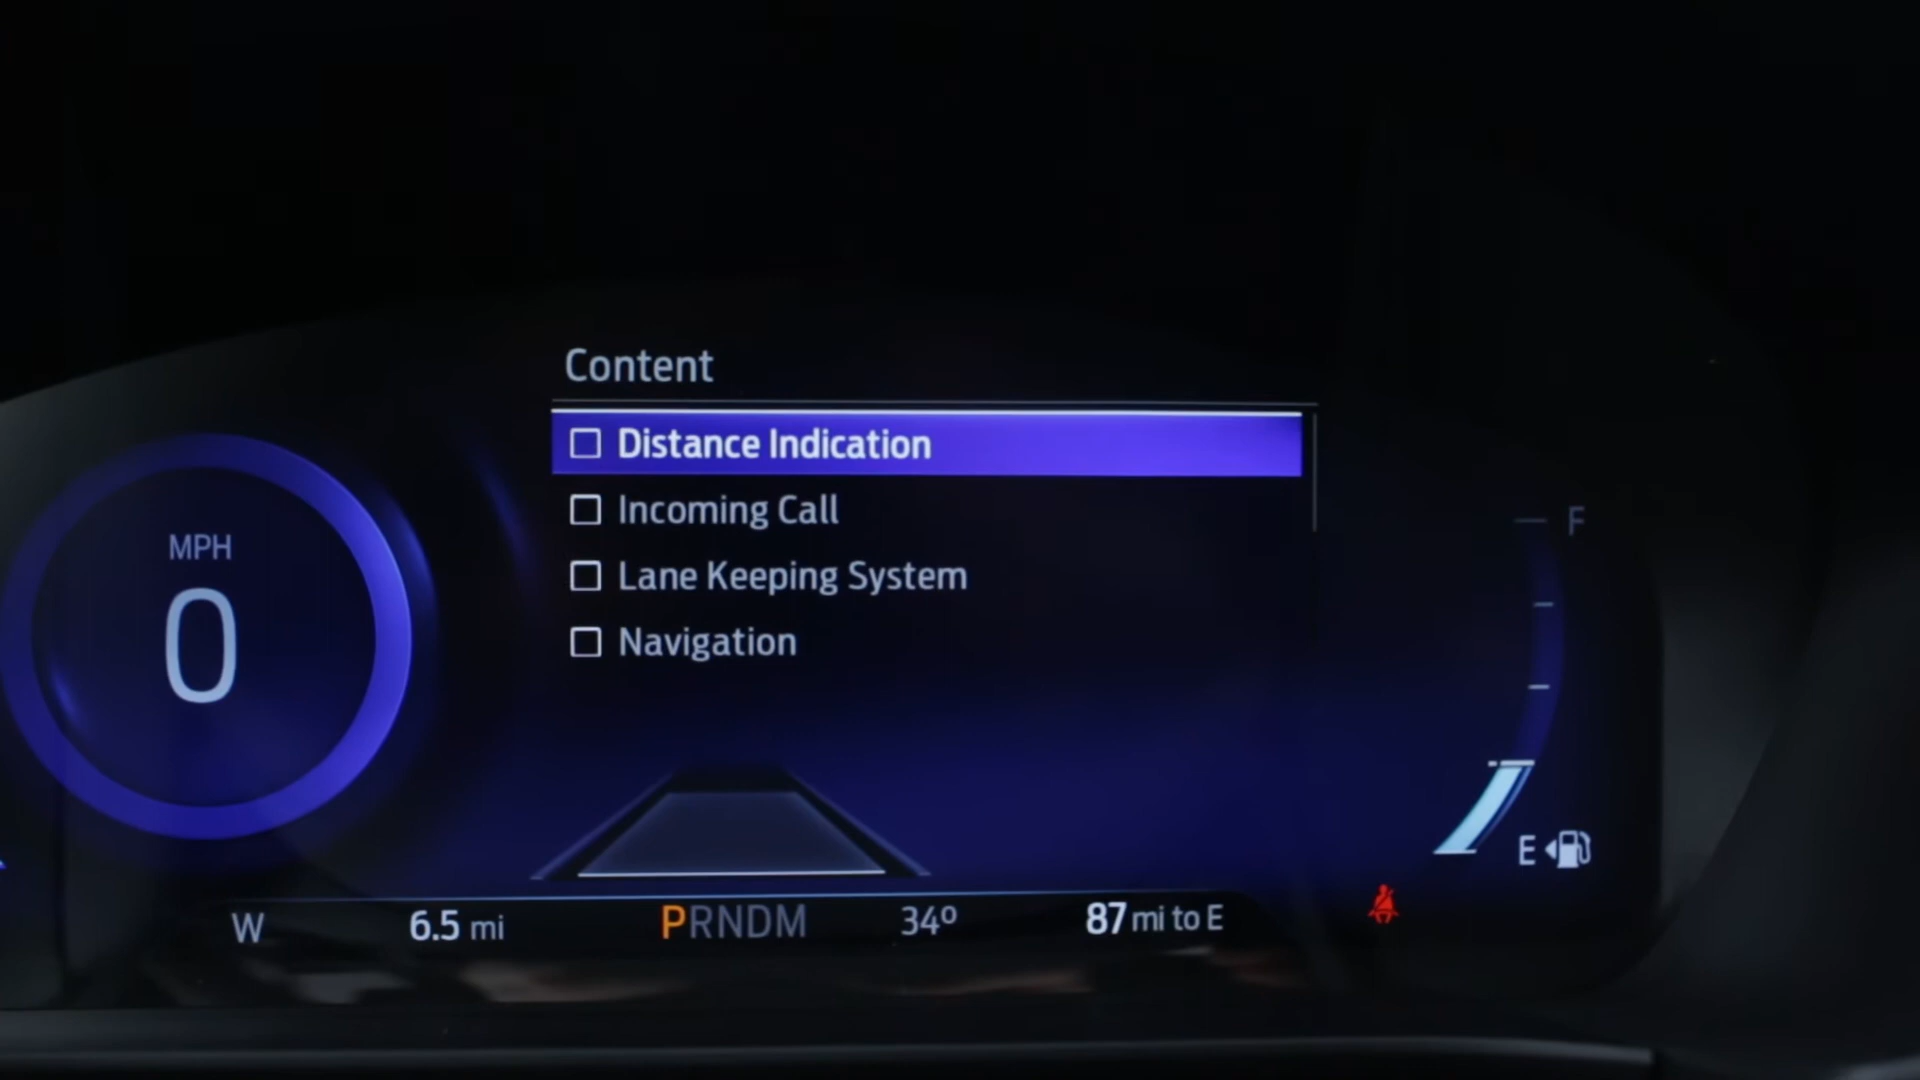 Content
Distance Indication
Incoming Call
Lane Keeping System
Navigation
MPH
0
F
E
W 6.5 mi PRNDM 34° 87 mi to E